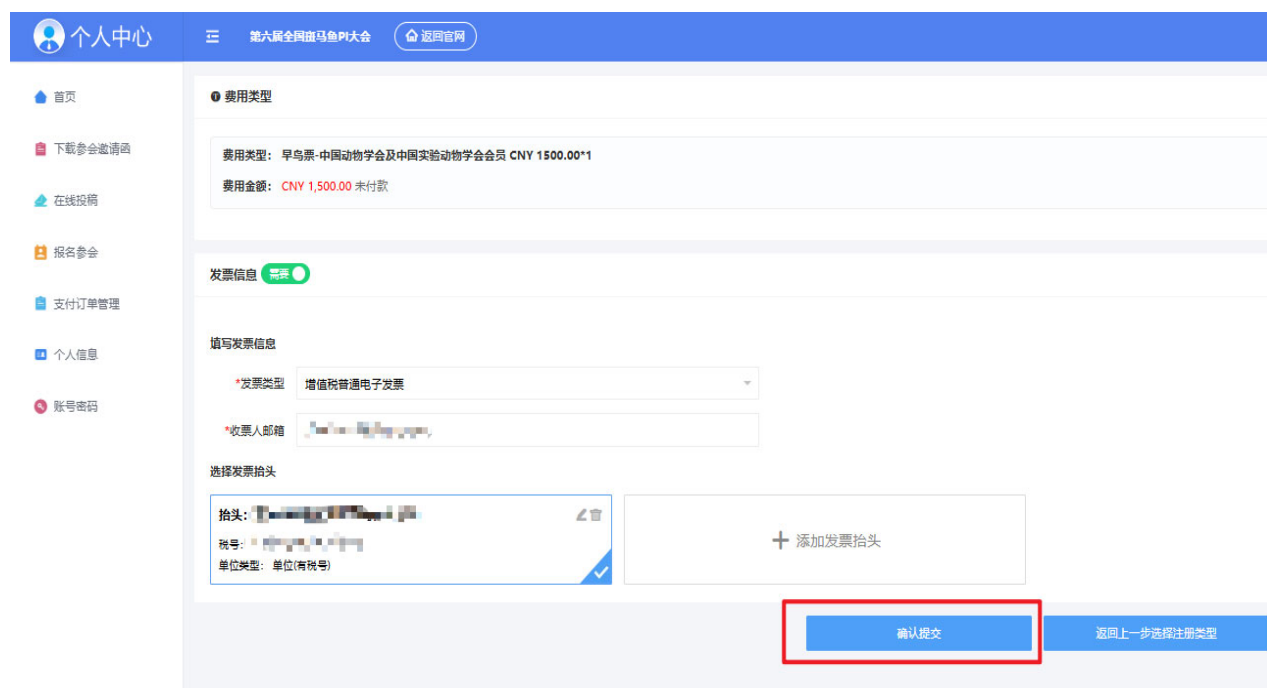 个人中心
第六届全国斑马鱼PI大会
返回官网
首页
下载参会邀请函
在线投稿
报名参会
支付订单管理
个人信息
账号密码
费用类型
费用类型： 早鸟票-中国动物学会及中国实验动物学会会员 CNY 1500.00*1
费用金额： CNY 1,500.00 未付款
发票信息 需要
填写发票信息
*发票类型 增值税普通电子发票
*收票人邮箱
选择发票抬头
抬头:
税号:
单位类型: 单位(有税号)
添加发票抬头
确认提交
返回上一步选择注册类型